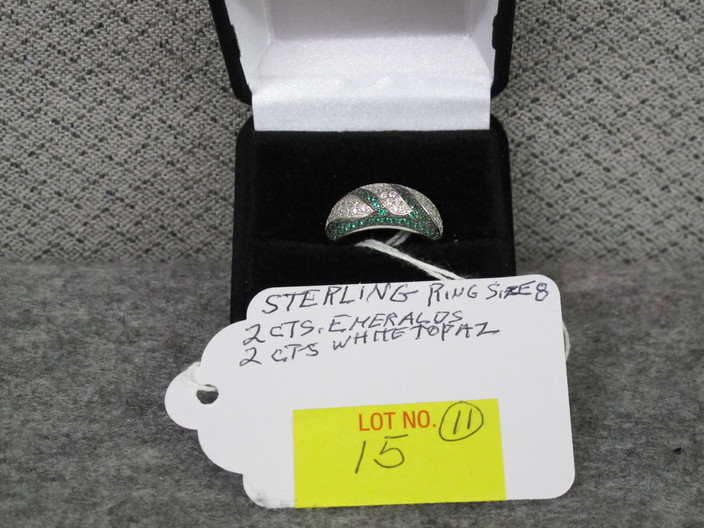 STERLING RING SIZE 8
2 CTS. EMERALDS
2 CTS WHITE TOPAZ
LOT NO. 11
15